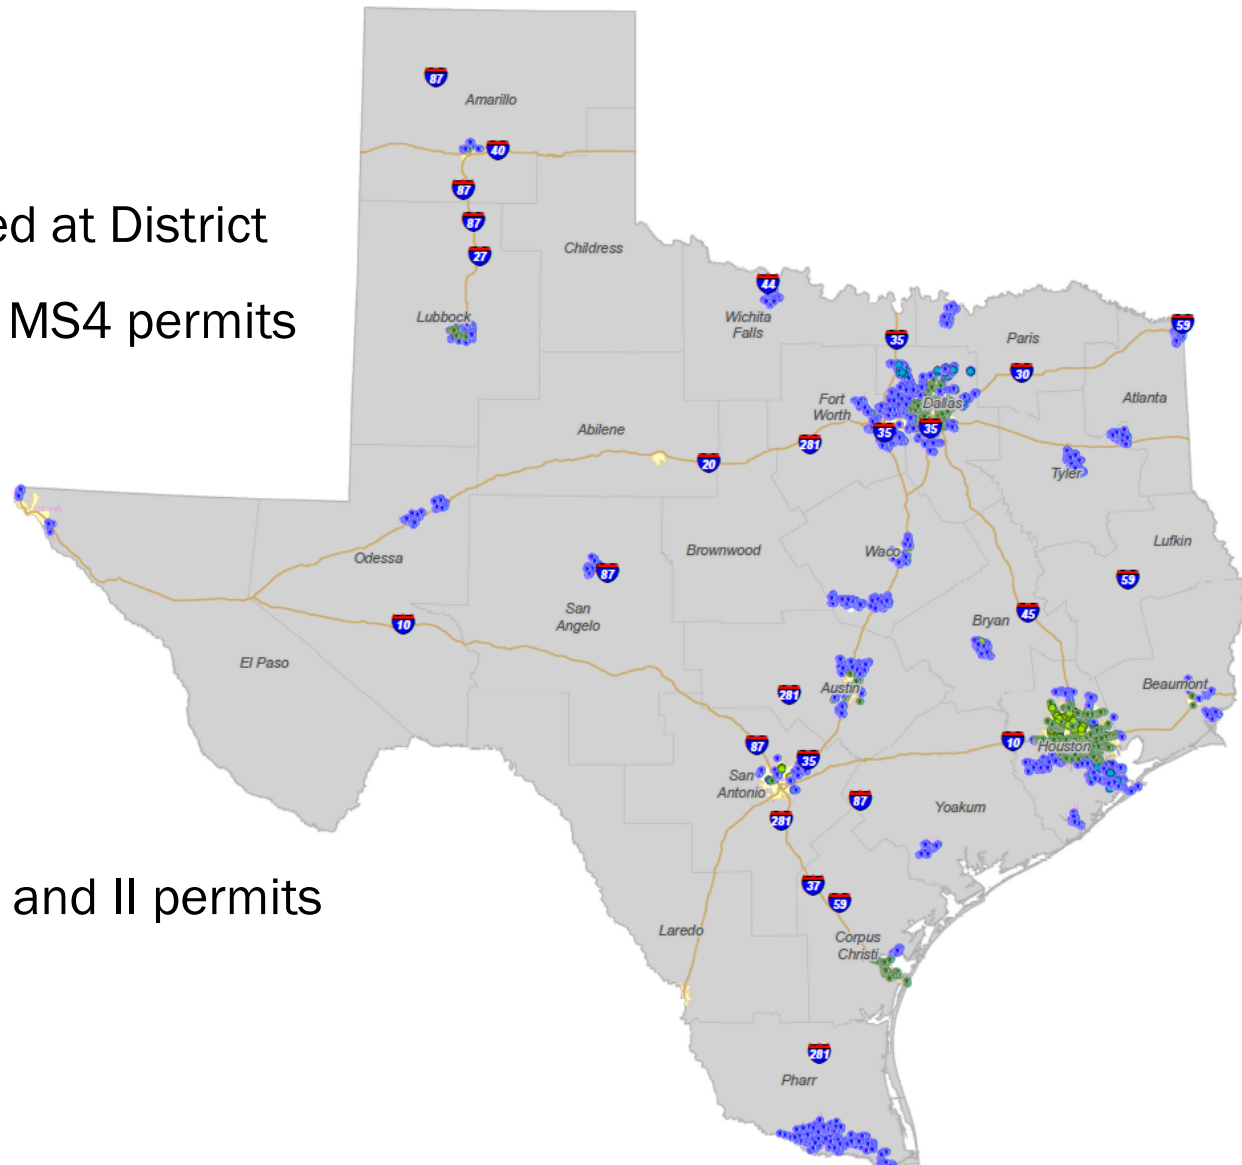 87
Amarillo
40
87
ed at District
87
Childress
27
44
MS4 permits
Lubbock
Wichita
Falls
59
35
Paris
30
Fort
Worth
Dallas
Atlanta
Abilene
281
35
35
20
Tyler
Odessa
Brownwood
Waco
Lufkin
87
59
San
Angelo
10
45
Bryan
El Paso
281
Austin
Beaumont
87
35
10
Houston
San
Antonio
87
Yoakum
281
and II permits
37
59
Laredo
Corpus
Christi
281
Pharr